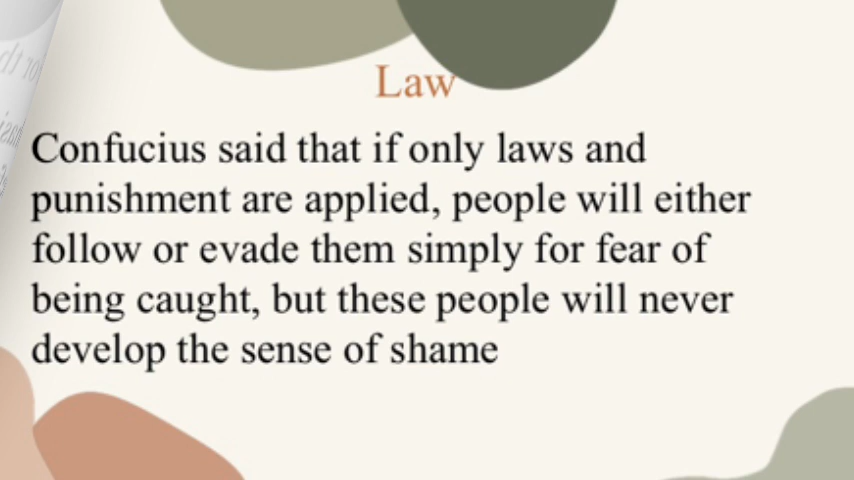 Law
Confucius said that if only laws and
punishment are applied, people will either
follow or evade them simply for fear of
being caught, but these people will never
develop the sense of shame